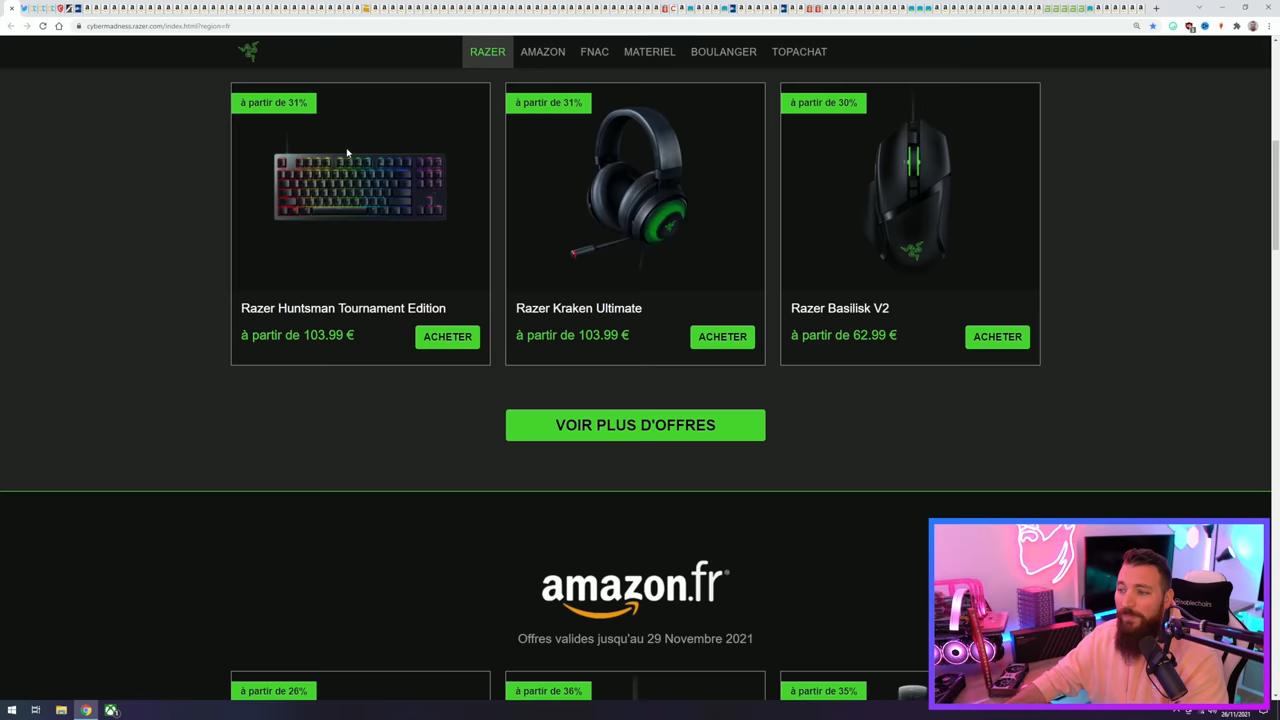 cybermadness.razer.com/index.html?region=fr
RAZER AMAZON FNAC MATERIEL BOULANGER TOPACHAT
à partir de 31% à partir de 31% à partir de 30%
Razer Huntsman Tournament Edition Razer Kraken Ultimate Razer Basilisk V2
à partir de 103.99 € ACHETER à partir de 103.99 € ACHETER à partir de 62.99 € ACHETER
VOIR PLUS D'OFFRES
amazon.fr
Offres valides jusqu'au 29 Novembre 2021
à partir de 26% à partir de 36% à partir de 35%
noblechairs
26/11/2021